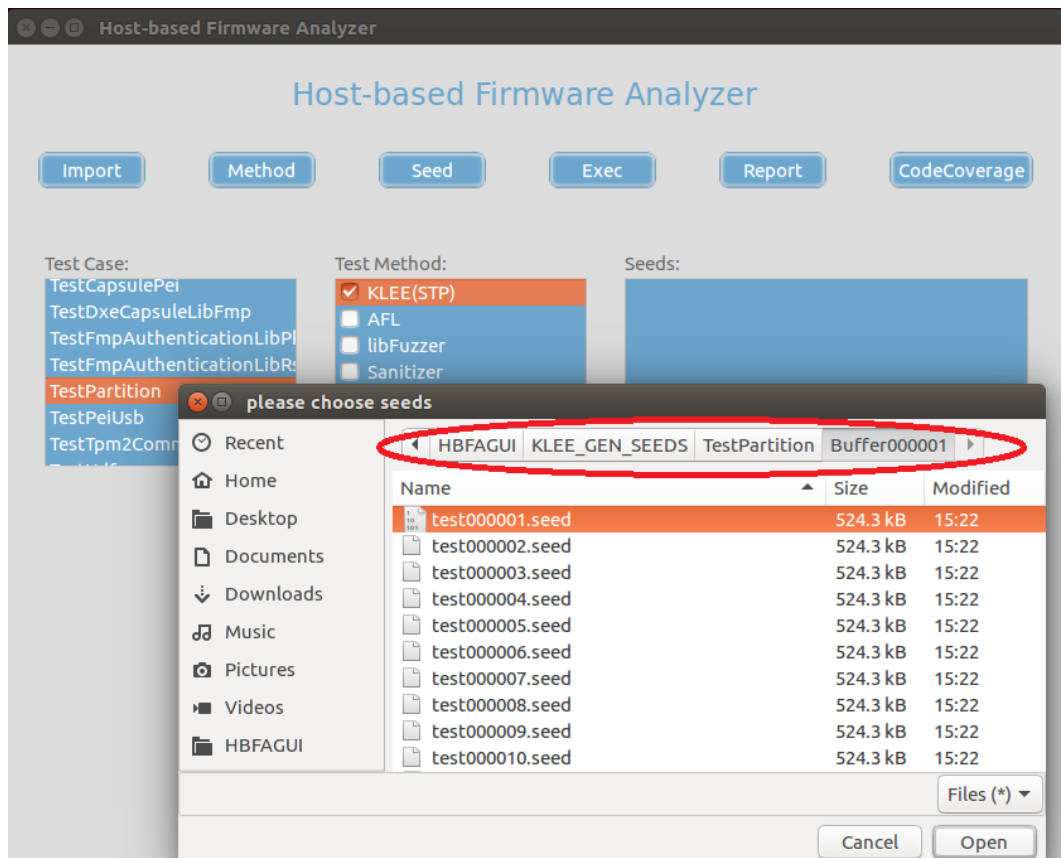 Host-based Firmware Analyzer
Host-based Firmware Analyzer
Import Method Seed Exec Report CodeCoverage
Test Case: Test Method: Seeds:
TestCapsulePei
TestDxeCapsuleLibFmp
TestFmpAuthenticationLibPl
TestFmpAuthenticationLibRs
TestPartition
TestPeiUsb
TestTpm2Comm
KLEE(STP)
AFL
libFuzzer
Sanitizer
please choose seeds
Recent
Home
Desktop
Documents
Downloads
Music
Pictures
Videos
HBFAGUI
HBFAGUI KLEE_GEN_SEEDS TestPartition Buffer000001
Name Size Modified
test000001.seed 524.3 kB 15:22
test000002.seed 524.3 kB 15:22
test000003.seed 524.3 kB 15:22
test000004.seed 524.3 kB 15:22
test000005.seed 524.3 kB 15:22
test000006.seed 524.3 kB 15:22
test000007.seed 524.3 kB 15:22
test000008.seed 524.3 kB 15:22
test000009.seed 524.3 kB 15:22
test000010.seed 524.3 kB 15:22
Files (*)
Cancel Open